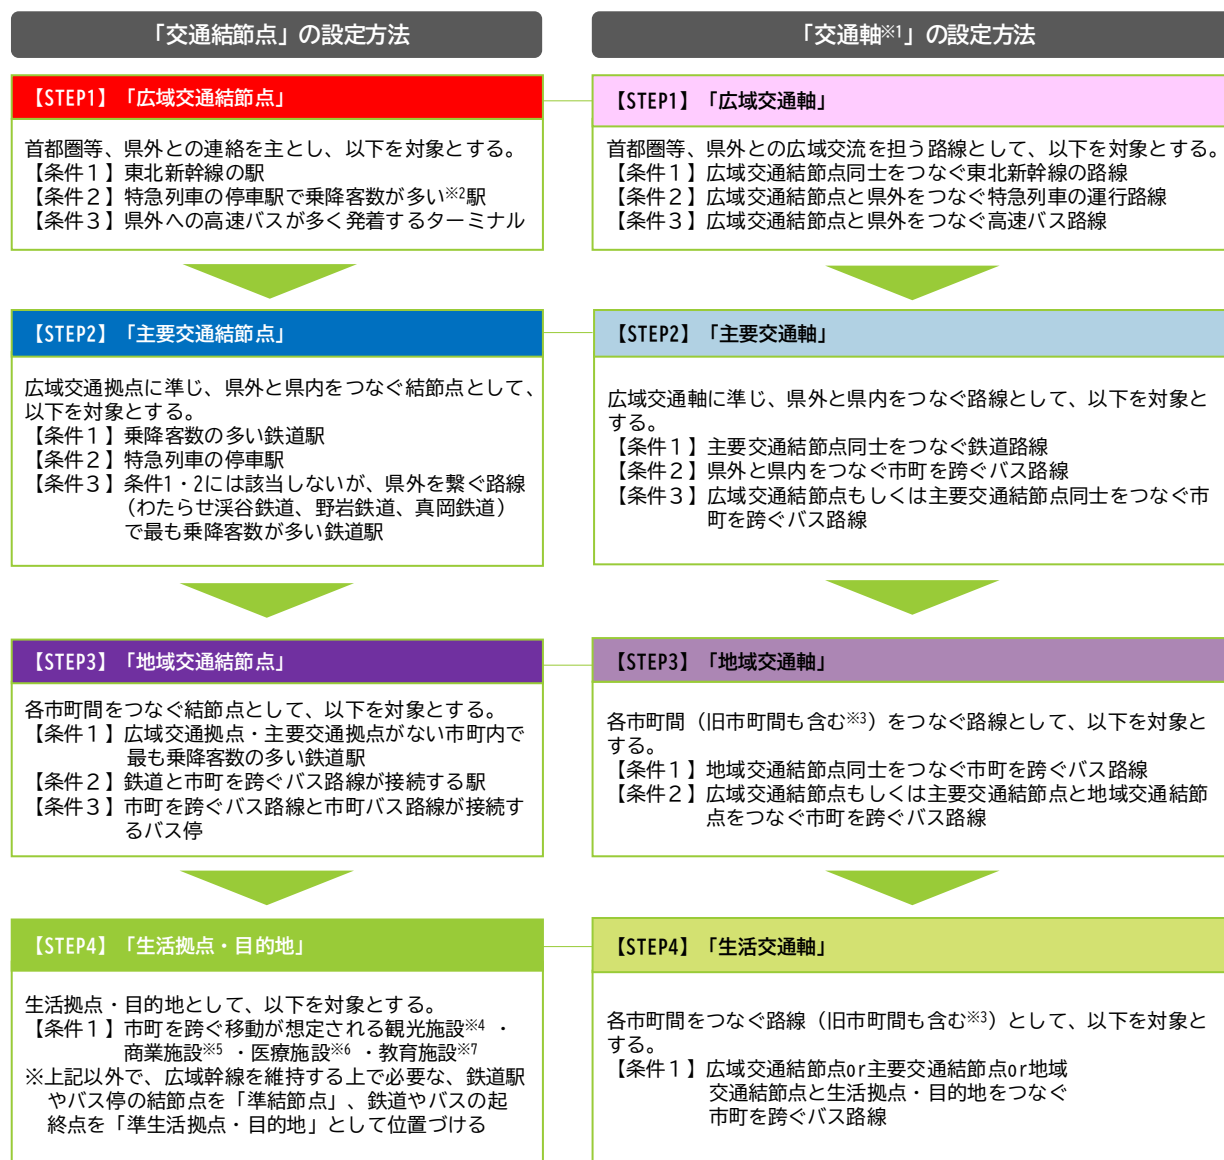 「交通結節点」の設定方法
【STEP1】「広域交通結節点」
首都圏等、県外との連絡を主とし、以下を対象とする。
【条件１】東北新幹線の駅
【条件２】特急列車の停車駅で乗降客数が多い※2駅
【条件３】県外への高速バスが多く発着するターミナル
【STEP2】「主要交通結節点」
広域交通拠点に準じ、県外と県内をつなぐ結節点として、
以下を対象とする。
【条件１】乗降客数の多い鉄道駅
【条件２】特急列車の停車駅
【条件３】条件1・2には該当しないが、県外を繋ぐ路線
（わたらせ渓谷鉄道、野岩鉄道、真岡鉄道）
で最も乗降客数が多い鉄道駅
【STEP3】「地域交通結節点」
各市町間をつなぐ結節点として、以下を対象とする。
【条件１】広域交通拠点・主要交通拠点がない市町内で
最も乗降客数の多い鉄道駅
【条件２】鉄道と市町を跨ぐバス路線が接続する駅
【条件３】市町を跨ぐバス路線と市町バス路線が接続す
るバス停
【STEP4】「生活拠点・目的地」
生活拠点・目的地として、以下を対象とする。
【条件１】市町を跨ぐ移動が想定される観光施設※4 ・
商業施設※5 ・医療施設※6 ・教育施設※7
※上記以外で、広域幹線を維持する上で必要な、鉄道駅
やバス停の結節点を「準結節点」、鉄道やバスの起
終点を「準生活拠点・目的地」として位置づける
「交通軸※1」の設定方法
【STEP1】「広域交通軸」
首都圏等、県外との広域交流を担う路線として、以下を対象とする。
【条件１】広域交通結節点同士をつなぐ東北新幹線の路線
【条件２】広域交通結節点と県外をつなぐ特急列車の運行路線
【条件３】広域交通結節点と県外をつなぐ高速バス路線
【STEP2】「主要交通軸」
広域交通軸に準じ、県外と県内をつなぐ路線として、以下を対象と
する。
【条件１】主要交通結節点同士をつなぐ鉄道路線
【条件２】県外と県内をつなぐ市町を跨ぐバス路線
【条件３】広域交通結節点もしくは主要交通結節点同士をつなぐ市
町を跨ぐバス路線
【STEP3】「地域交通軸」
各市町間（旧市町間も含む※3）をつなぐ路線として、以下を対象と
する。
【条件１】地域交通結節点同士をつなぐ市町を跨ぐバス路線
【条件２】広域交通結節点もしくは主要交通結節点と地域交通結節
点をつなぐ市町を跨ぐバス路線
【STEP4】「生活交通軸」
各市町間をつなぐ路線（旧市町間も含む※3）として、以下を対象と
する。
【条件１】広域交通結節点or主要交通結節点or地域
交通結節点と生活拠点・目的地をつなぐ
市町を跨ぐバス路線